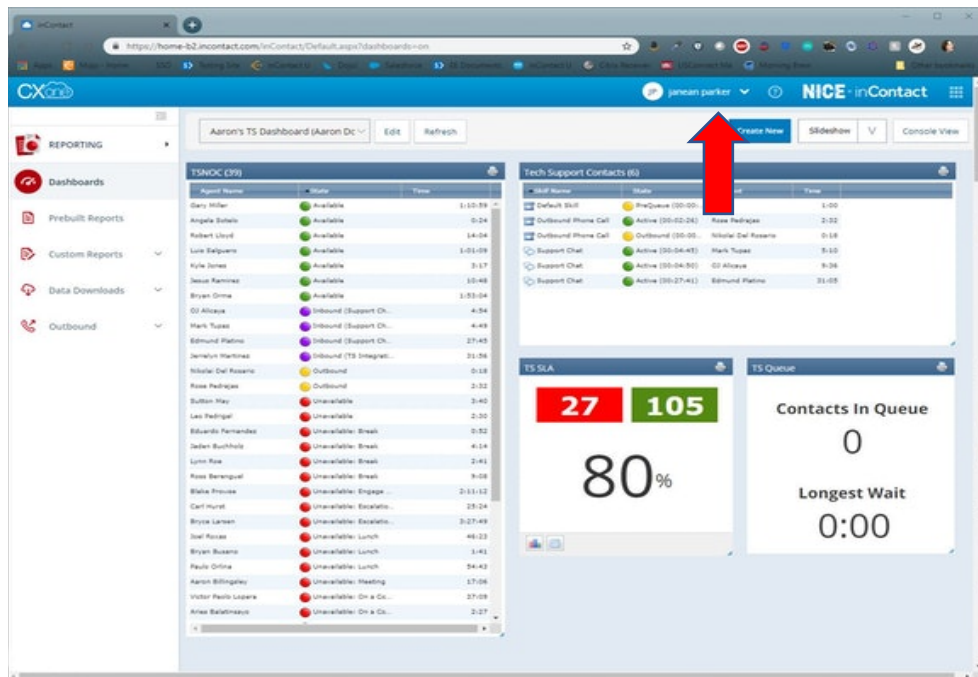 inContact
https://home-b2.incontact.com/inContact/Default.aspx?dashboards=on
CXone
janean parker
NICE inContact
Aaron's TS Dashboard (Aaron Dc
Edit
Refresh
Create New
Slideshow
V
Console View
REPORTING
Dashboards
Prebuilt Reports
Custom Reports
Data Downloads
Outbound
TSNOC (39)
Agent Name State Time
Gary Miller Available 1:10:59
Angela Sotelo Available 0:24
Robert Lloyd Available 14:04
Luis Salguero Available 1:01:09
Kyle Jones Available 3:17
Jesus Ramirez Available 10:48
Bryan Orme Available 1:53:04
CJ Alicaya Inbound (Support Ch... 4:54
Mark Tupas Inbound (Support Ch... 4:49
Edmund Platino Inbound (Support Ch... 27:45
Jerrelyn Martinez Inbound (TS Integrati... 31:56
Nikolai Del Rosario Outbound 0:18
Rose Pedrajas Outbound 2:32
Sutton May Unavailable 3:40
Leo Padrigal Unavailable 2:30
Eduardo Fernandez Unavailable: Break 0:52
Jaden Buchholz Unavailable: Break 4:14
Lynn Roe Unavailable: Break 2:41
Ross Berenguel Unavailable: Break 9:08
Blake Provose Unavailable: Engage ... 2:11:12
Carl Hurst Unavailable: Escalatio... 25:24
Bryce Larsen Unavailable: Escalatio... 3:27:49
Joel Roxas Unavailable: Lunch 46:23
Bryan Busano Unavailable: Lunch 1:41
Paulo Orfina Unavailable: Lunch 54:43
Aaron Billingsley Unavailable: Meeting 17:06
Victor Paolo Lopera Unavailable: On a Co... 37:09
Aries Balatinsayo Unavailable: On a Co... 2:27
Tech Support Contacts (6)
Skill Name State Time
Default Skill PreQueue (00:00: 1:00
Outbound Phone Call Active (00:02:26) Rose Pedrajas 2:32
Outbound Phone Call Outbound (00:00... Nikolai Del Rosario 0:18
Support Chat Active (00:04:45) Mark Tupas 5:10
Support Chat Active (00:04:50) CJ Alicaya 9:36
Support Chat Active (00:27:41) Edmund Platino 31:05
TS SLA
27 105
80%
TS Queue
Contacts In Queue
0
Longest Wait
0:00